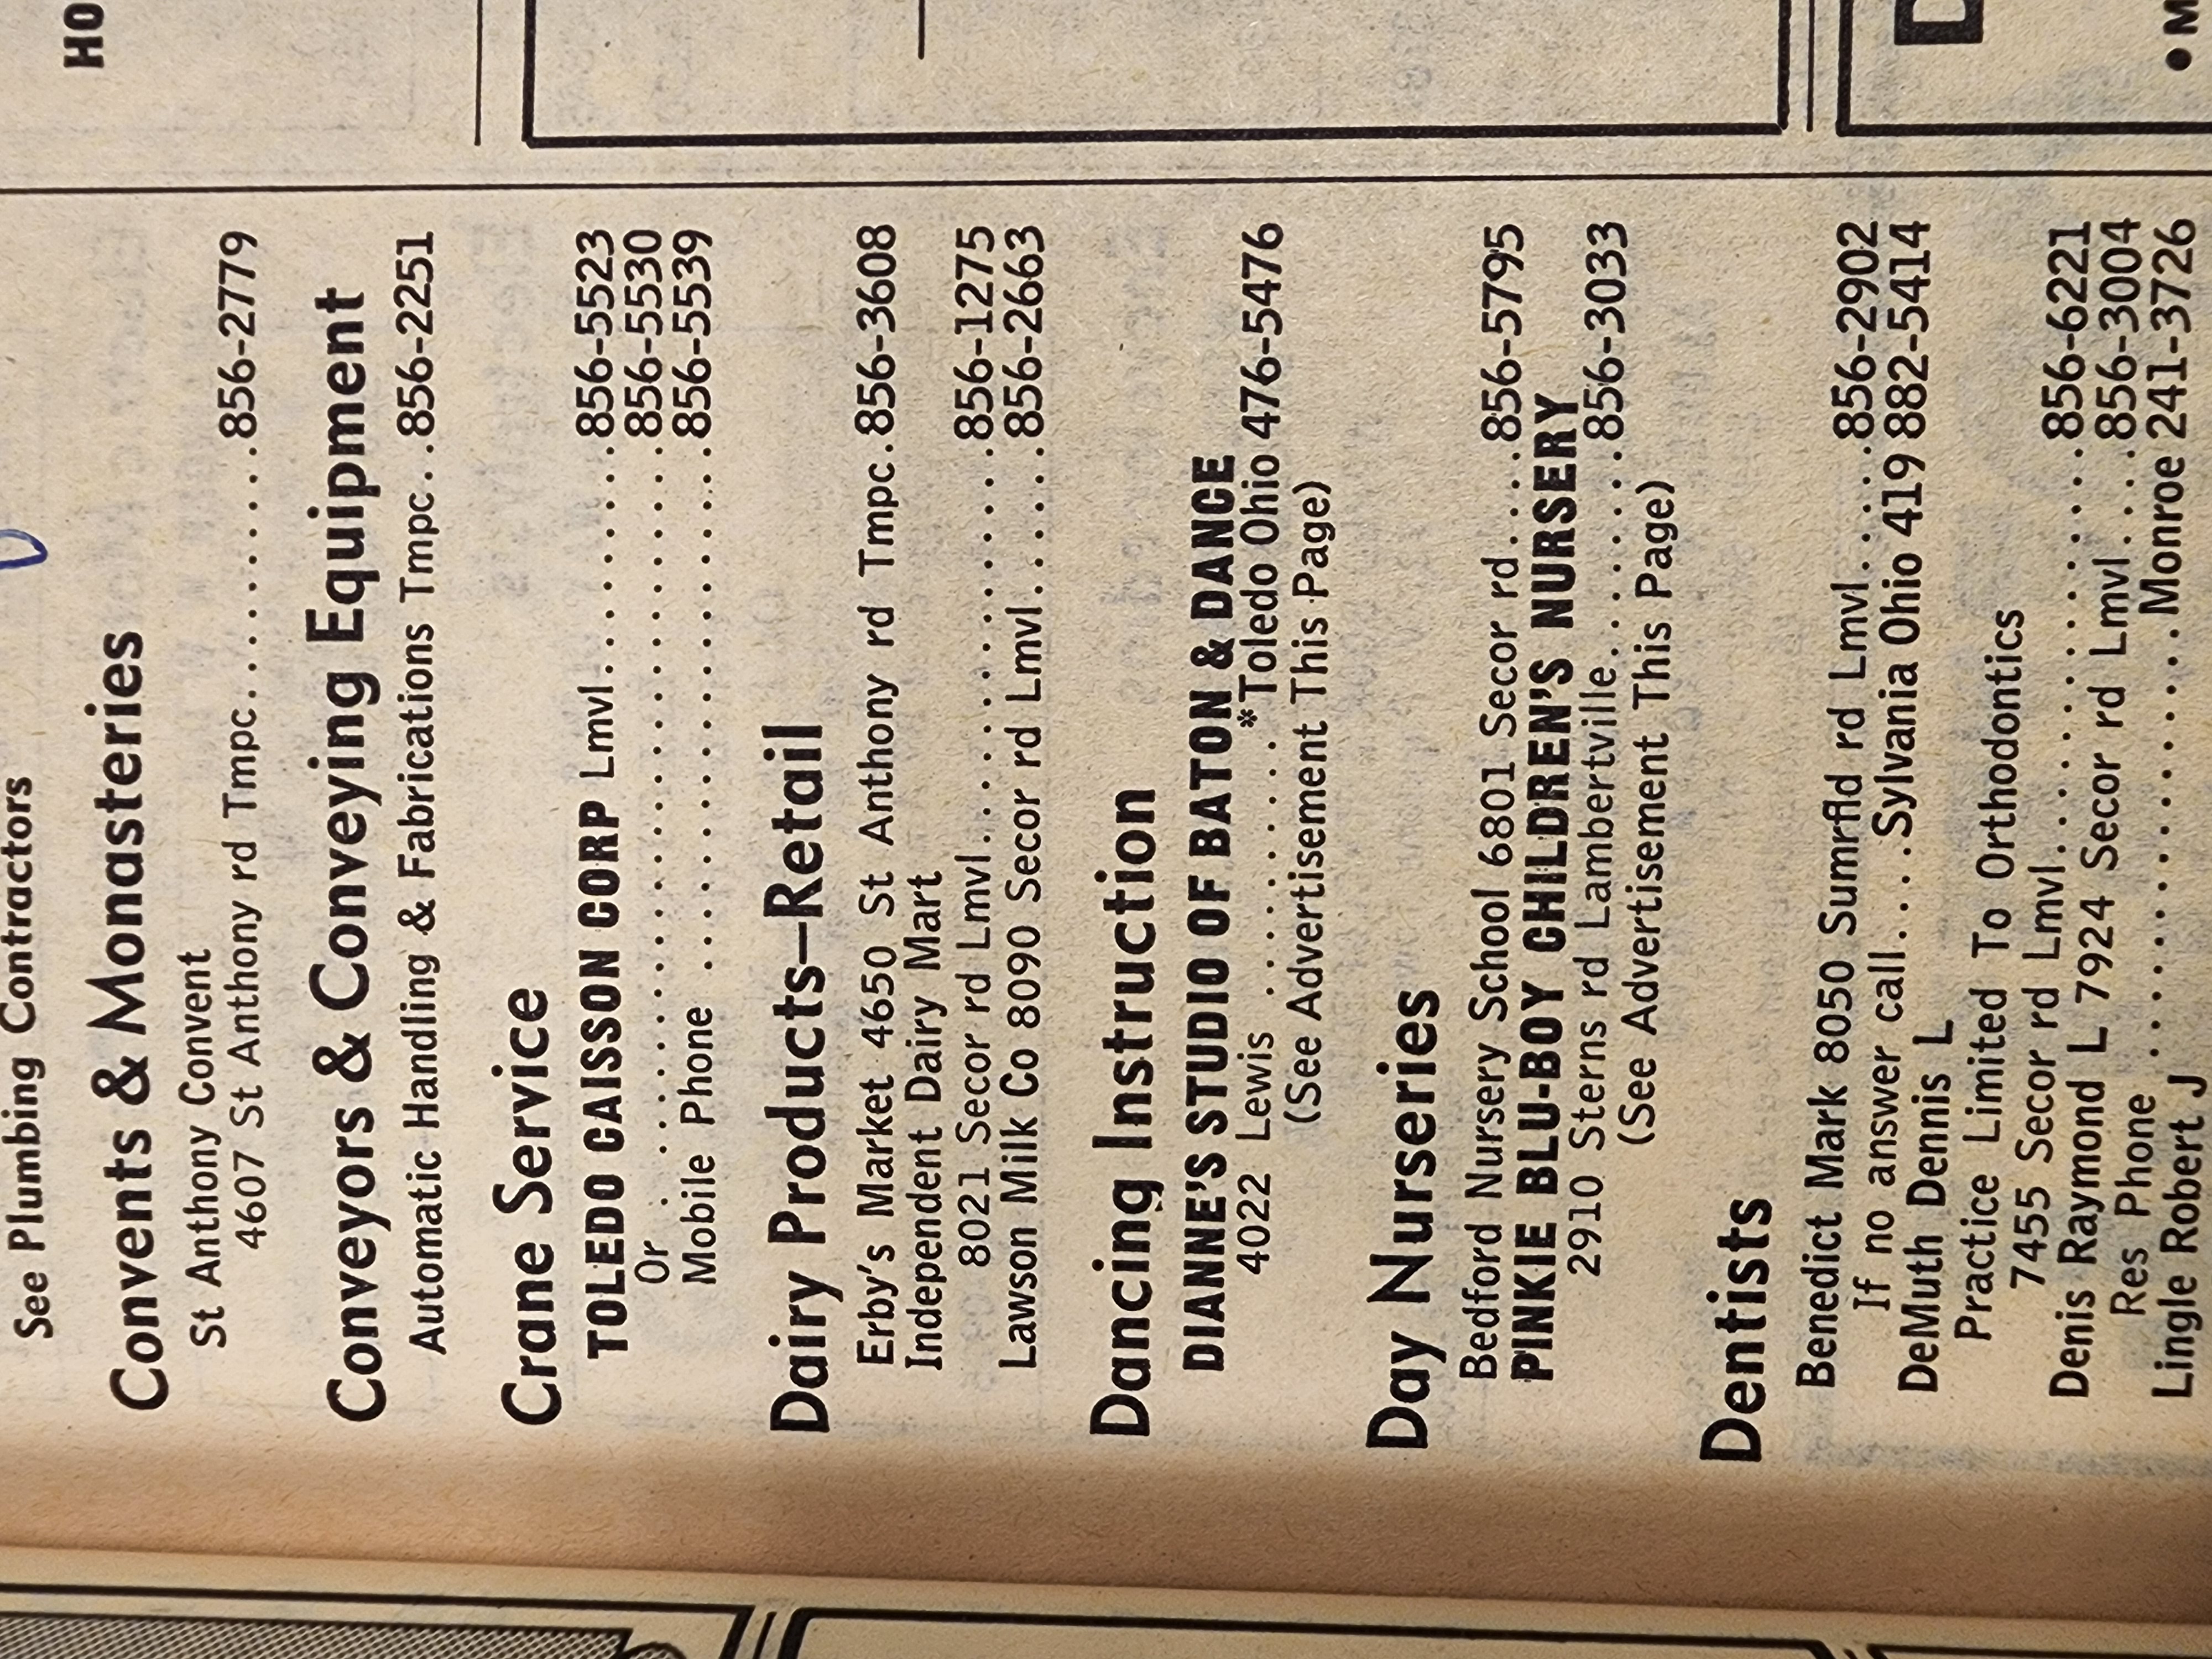 See Plumbing Contractors
Convents & Monasteries
St Anthony Convent
4607 St Anthony rd Tmpc..........856-2779
Conveyors & Conveying Equipment
Automatic Handling & Fabrications Tmpc..856-2251
Crane Service
TOLEDO CAISSON CORP Lmvl..........856-5523
Or ..............................856-5530
Mobile Phone ....................856-5539
Dairy Products—Retail
Erby's Market 4650 St Anthony rd Tmpc.856-3608
Independent Dairy Mart
8021 Secor rd Lmvl................856-1275
Lawson Milk Co 8090 Secor rd Lmvl......856-2663
Dancing Instruction
DIANNE'S STUDIO OF BATON & DANCE
4022 Lewis ..........*Toledo Ohio 476-5476
(See Advertisement This Page)
Day Nurseries
Bedford Nursery School 6801 Secor rd....856-5795
PINKIE BLU-BOY CHILDREN'S NURSERY
2910 Sterns rd Lambertville.........856-3033
(See Advertisement This Page)
Dentists
Benedict Mark 8050 Sumrfld rd Lmvl......856-2902
If no answer call....Sylvania Ohio 419 882-5414
DeMuth Dennis L
Practice Limited To Orthodontics
7455 Secor rd Lmvl................856-6221
Denis Raymond L 7924 Secor rd Lmvl.....856-3004
Res Phone ..................Monroe 241-3726
Lingle Robert J
HO
D
• M